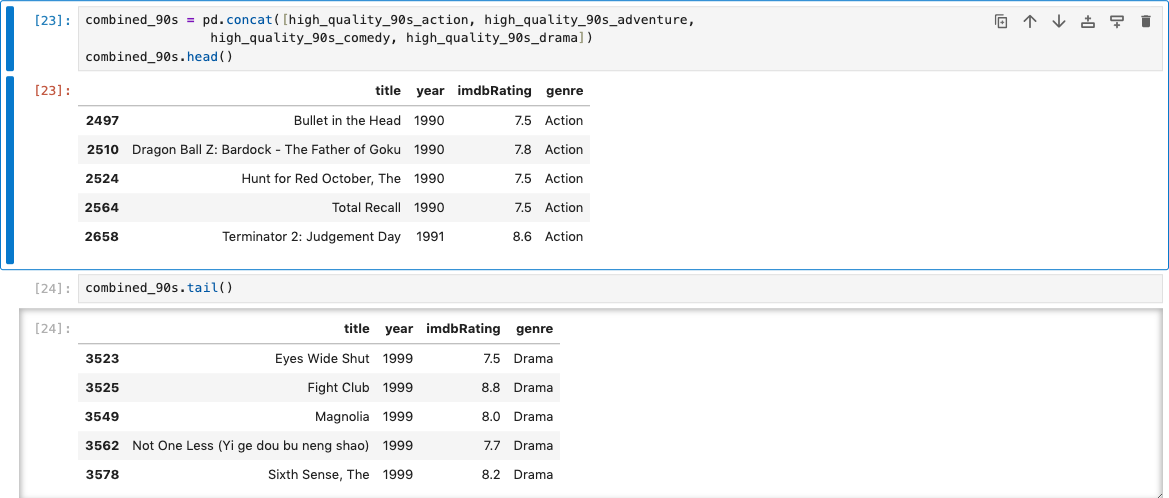 [23]: combined_90s = pd.concat([high_quality_90s_action, high_quality_90s_adventure,
high_quality_90s_comedy, high_quality_90s_drama])
combined_90s.head()
[23]: title year imdbRating genre
2497 Bullet in the Head 1990 7.5 Action
2510 Dragon Ball Z: Bardock - The Father of Goku 1990 7.8 Action
2524 Hunt for Red October, The 1990 7.5 Action
2564 Total Recall 1990 7.5 Action
2658 Terminator 2: Judgement Day 1991 8.6 Action
[24]: combined_90s.tail()
[24]: title year imdbRating genre
3523 Eyes Wide Shut 1999 7.5 Drama
3525 Fight Club 1999 8.8 Drama
3549 Magnolia 1999 8.0 Drama
3562 Not One Less (Yi ge dou bu neng shao) 1999 7.7 Drama
3578 Sixth Sense, The 1999 8.2 Drama